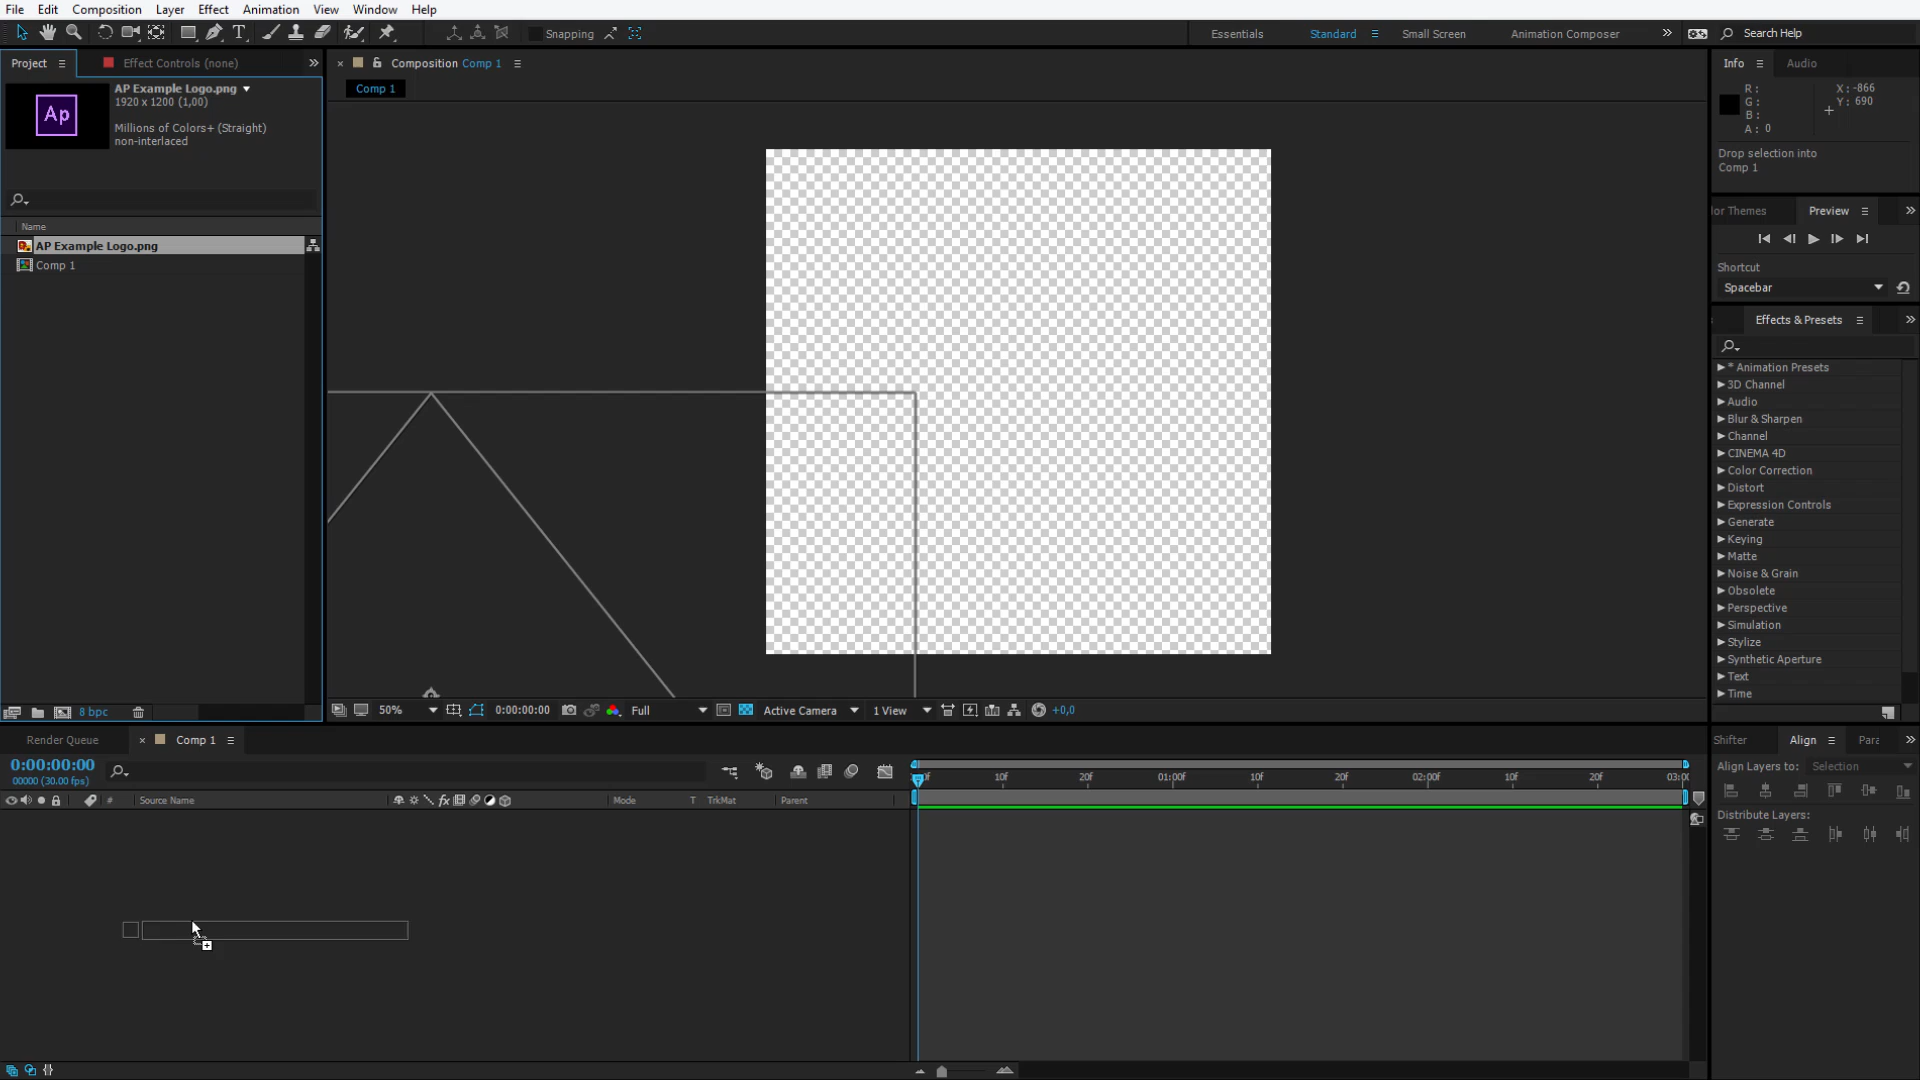 File Edit Composition Layer Effect Animation View Window Help
Snapping
Essentials Standard Small Screen Animation Composer Search Help
Project Effect Controls (none)
Composition Comp 1
Info Audio
Comp 1
AP Example Logo.png
1920 x 1200 (1,00)
Millions of Colors+ (Straight)
non-interlaced
Ap
R :
G :
B :
A : 0
X : -866
Y : 690
Drop selection into
Comp 1
Name
AP Example Logo.png
Comp 1
lor Themes Preview
Shortcut
Spacebar
Effects & Presets
* Animation Presets
3D Channel
Audio
Blur & Sharpen
Channel
CINEMA 4D
Color Correction
Distort
Expression Controls
Generate
Keying
Matte
Noise & Grain
Obsolete
Perspective
Simulation
Stylize
Synthetic Aperture
Text
Time
8 bpc
50% 0:00:00:00 Full Active Camera 1 View +0,0
Render Queue Comp 1
Shifter Align Para
0:00:00:00
00000 (30.00 fps)
10f 20f 01:00f 10f 20f 02:00f 10f 20f 03:0
Align Layers to: Selection
# Source Name fx Mode T TrkMat Parent
Distribute Layers: